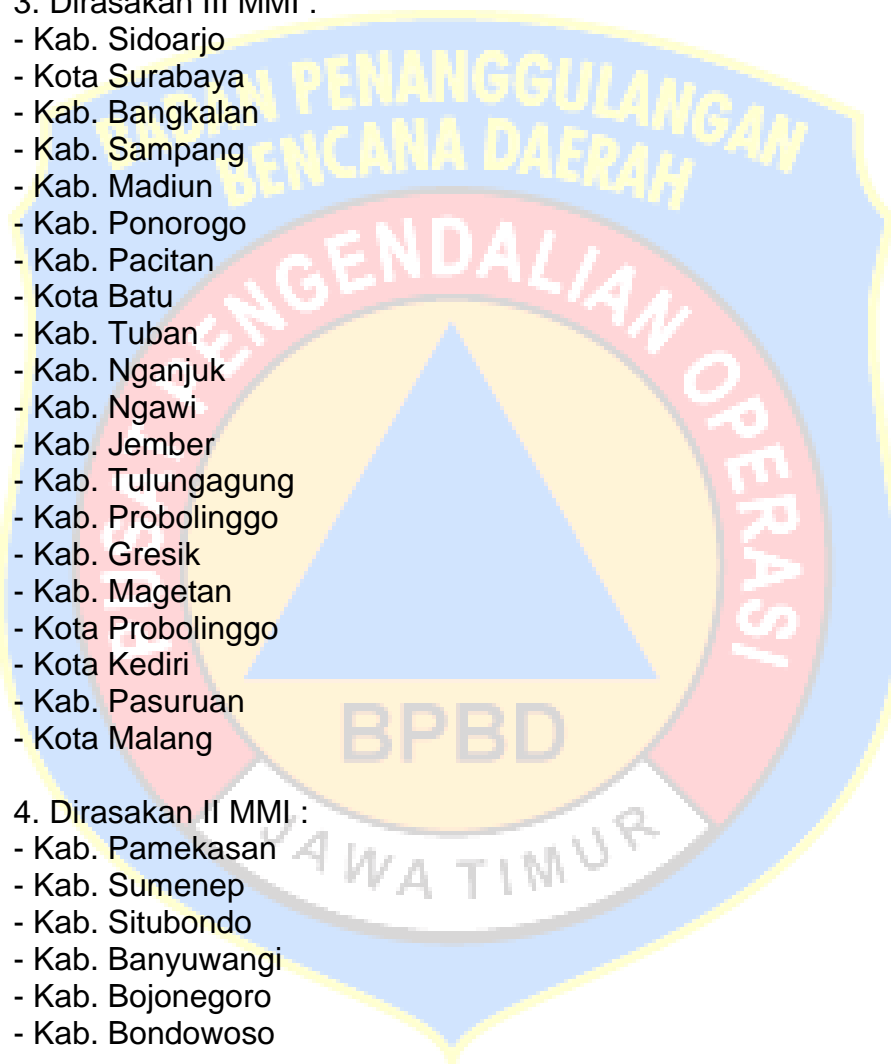 3. Dirasakan III MMI :
- Kab. Sidoarjo
- Kota Surabaya
- Kab. Bangkalan
- Kab. Sampang
- Kab. Madiun
- Kab. Ponorogo
- Kab. Pacitan
- Kota Batu
- Kab. Tuban
- Kab. Nganjuk
- Kab. Ngawi
- Kab. Jember
- Kab. Tulungagung
- Kab. Probolinggo
- Kab. Gresik
- Kab. Magetan
- Kota Probolinggo
- Kota Kediri
- Kab. Pasuruan
- Kota Malang
4. Dirasakan II MMI :
- Kab. Pamekasan
- Kab. Sumenep
- Kab. Situbondo
- Kab. Banyuwangi
- Kab. Bojonegoro
- Kab. Bondowoso
BADAN PENANGGULANGAN
BENCANA DAERAH
PUSAT PENGENDALIAN OPERASI
BPBD
JAWA TIMUR